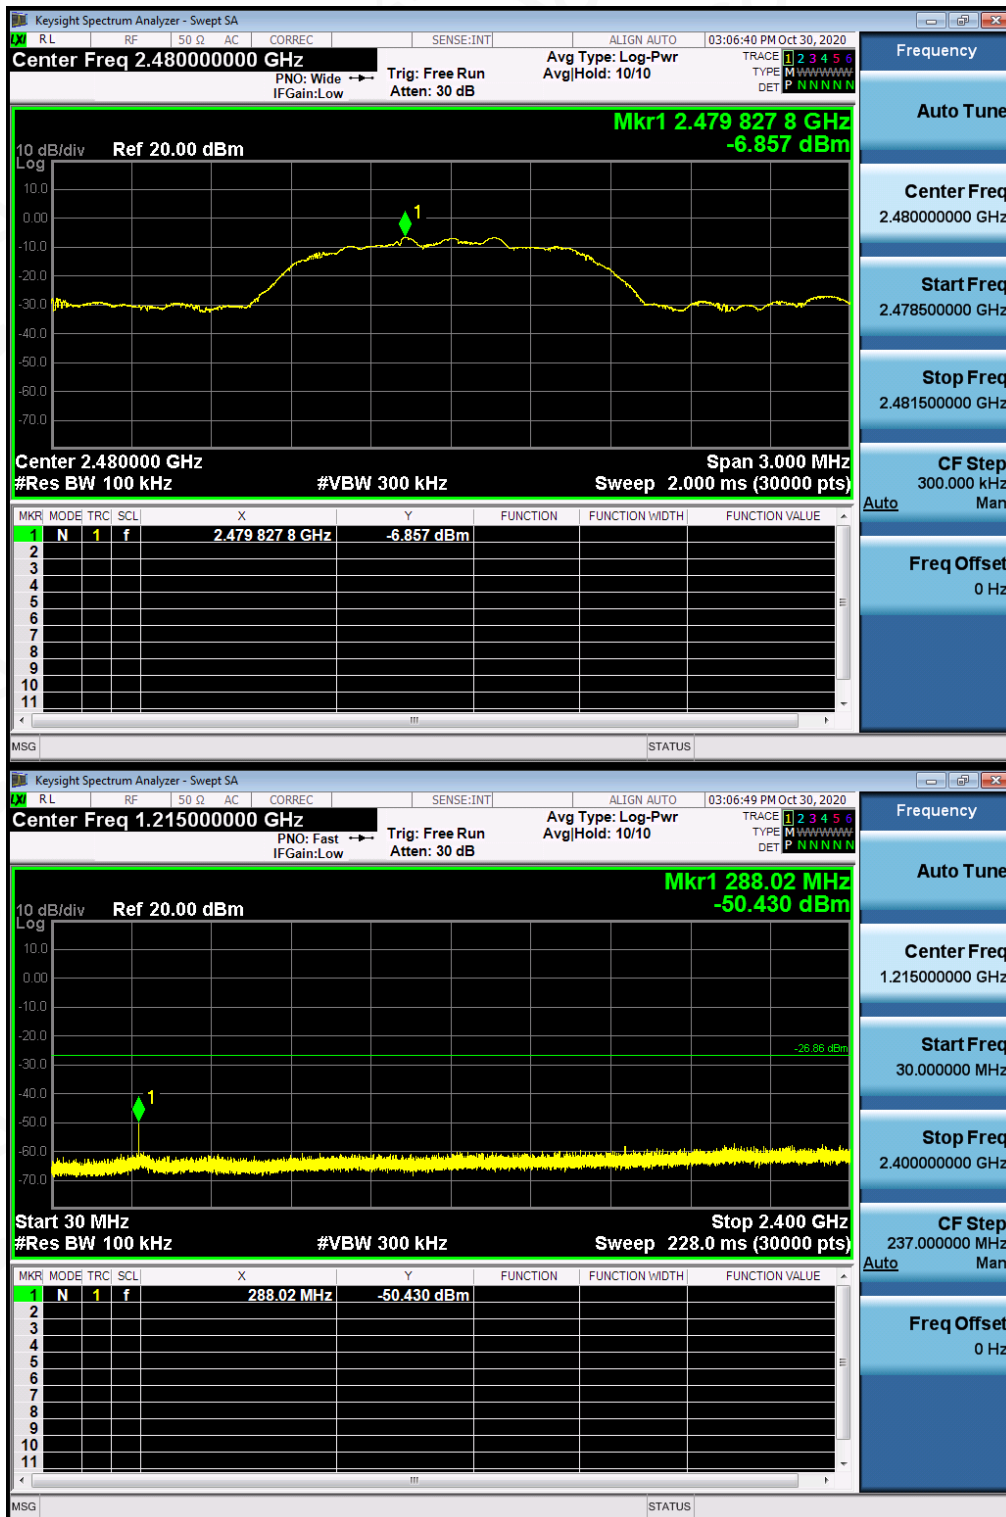 Keysight Spectrum Analyzer - Swept SA
LXI RL RF 50 Ω AC CORREC SENSE:INT ALIGN AUTO 03:06:40 PM Oct 30, 2020
Center Freq 2.480000000 GHz
PNO: Wide
IFGain:Low
Trig: Free Run
Atten: 30 dB
Avg Type: Log-Pwr
Avg|Hold: 10/10
TRACE 1 2 3 4 5 6
TYPE M WWWWW
DET P N N N N N
Mkr1 2.479 827 8 GHz
-6.857 dBm
10 dB/div Ref 20.00 dBm
Log
10.0
0.00
-10.0
-20.0
-30.0
-40.0
-50.0
-60.0
-70.0
1
Center 2.480000 GHz Span 3.000 MHz
#Res BW 100 kHz #VBW 300 kHz Sweep 2.000 ms (30000 pts)
MKR MODE TRC SCL X Y FUNCTION FUNCTION WIDTH FUNCTION VALUE
1 N 1 f 2.479 827 8 GHz -6.857 dBm
2
3
4
5
6
7
8
9
10
11
MSG STATUS
Frequency
Auto Tune
Center Freq
2.480000000 GHz
Start Freq
2.478500000 GHz
Stop Freq
2.481500000 GHz
CF Step
300.000 kHz
Auto Man
Freq Offset
0 Hz
Keysight Spectrum Analyzer - Swept SA
LXI RL RF 50 Ω AC CORREC SENSE:INT ALIGN AUTO 03:06:49 PM Oct 30, 2020
Center Freq 1.215000000 GHz
PNO: Fast
IFGain:Low
Trig: Free Run
Atten: 30 dB
Avg Type: Log-Pwr
Avg|Hold: 10/10
TRACE 1 2 3 4 5 6
TYPE M WWWWW
DET P N N N N N
Mkr1 288.02 MHz
-50.430 dBm
10 dB/div Ref 20.00 dBm
Log
10.0
0.00
-10.0
-20.0
-30.0
-40.0
-50.0
-60.0
-70.0
-26.86 dBm
1
Start 30 MHz Stop 2.400 GHz
#Res BW 100 kHz #VBW 300 kHz Sweep 228.0 ms (30000 pts)
MKR MODE TRC SCL X Y FUNCTION FUNCTION WIDTH FUNCTION VALUE
1 N 1 f 288.02 MHz -50.430 dBm
2
3
4
5
6
7
8
9
10
11
MSG STATUS
Frequency
Auto Tune
Center Freq
1.215000000 GHz
Start Freq
30.000000 MHz
Stop Freq
2.400000000 GHz
CF Step
237.000000 MHz
Auto Man
Freq Offset
0 Hz